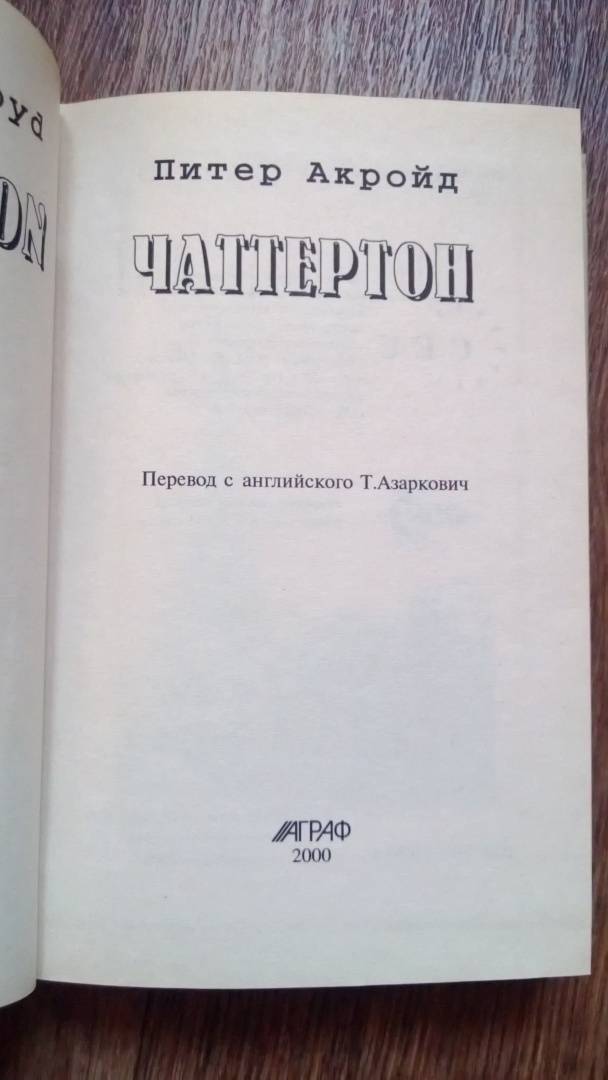 Питер Акройд
ЧАТТЕРТОН
Перевод с английского Т.Азаркович
АГРАФ
2000